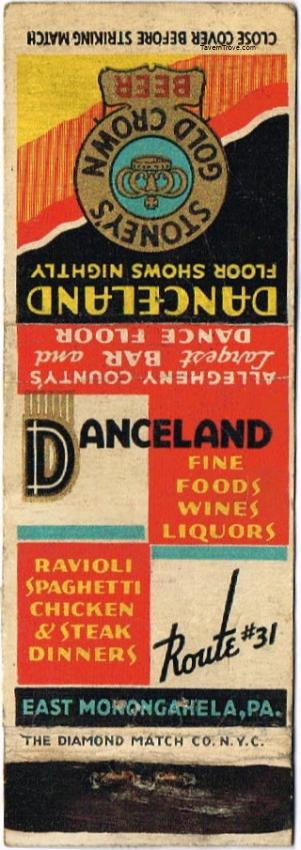 CLOSE COVER BEFORE STRIKING MATCH
TavernTrove.com
STONEY'S
GOLD CROWN
BEER
DANCELAND
FLOOR SHOWS NIGHTLY
ALLEGHENY COUNTY'S
Largest BAR and
DANCE FLOOR
DANCELAND
FINE
FOODS
WINES
LIQUORS
RAVIOLI
SPAGHETTI
CHICKEN
& STEAK
DINNERS
Route #31
EAST MONONGAHELA, PA.
THE DIAMOND MATCH CO. N.Y.C.